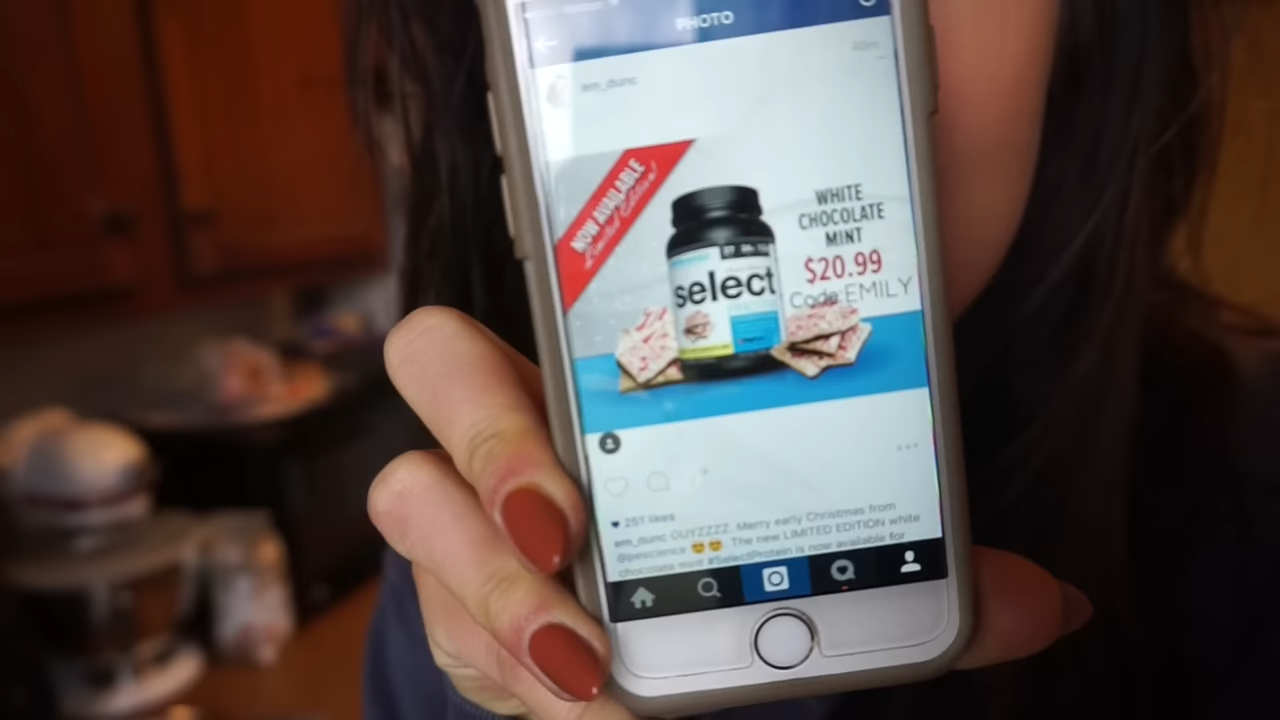 PHOTO
em_dunc
NOW AVAILABLE
Limited Edition!
WHITE
CHOCOLATE
MINT
$20.99
Code:EMILY
select
251 likes
em_dunc GUYZZZZ. Merry early Christmas from
@pescience 😍😍. The new LIMITED EDITION white
chocolate mint #SelectProtein is now available for